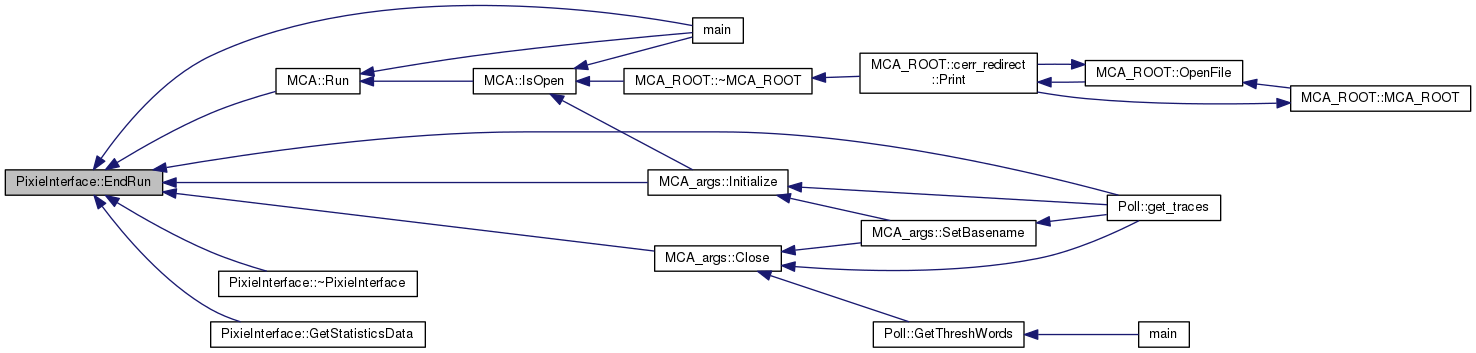 main
MCA::Run
MCA::IsOpen
MCA_ROOT::~MCA_ROOT
MCA_ROOT::cerr_redirect
::Print
MCA_ROOT::OpenFile
MCA_ROOT::MCA_ROOT
PixieInterface::EndRun
MCA_args::Initialize
Poll::get_traces
MCA_args::SetBasename
MCA_args::Close
PixieInterface::~PixieInterface
PixieInterface::GetStatisticsData
Poll::GetThreshWords
main